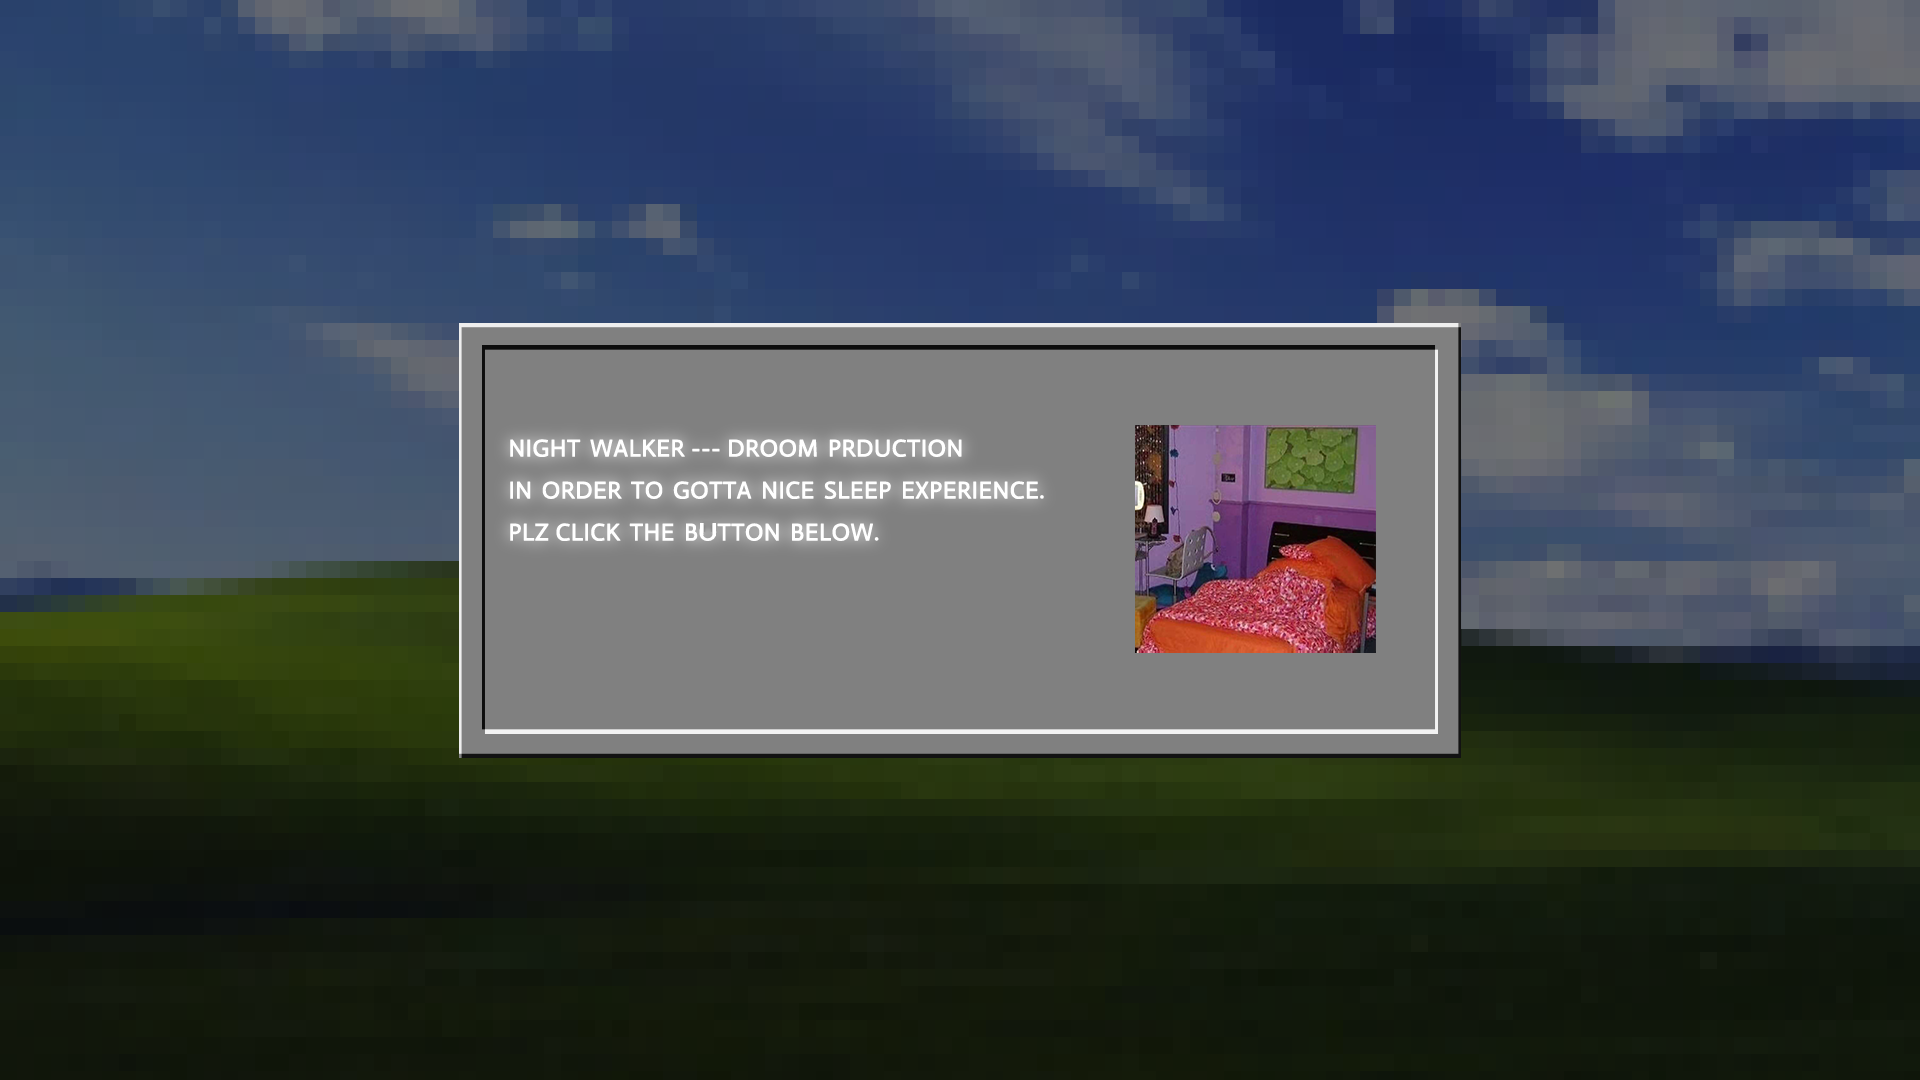 NIGHT WALKER --- DROOM PRDUCTION
IN ORDER TO GOTTA NICE SLEEP EXPERIENCE.
PLZ CLICK THE BUTTON BELOW.